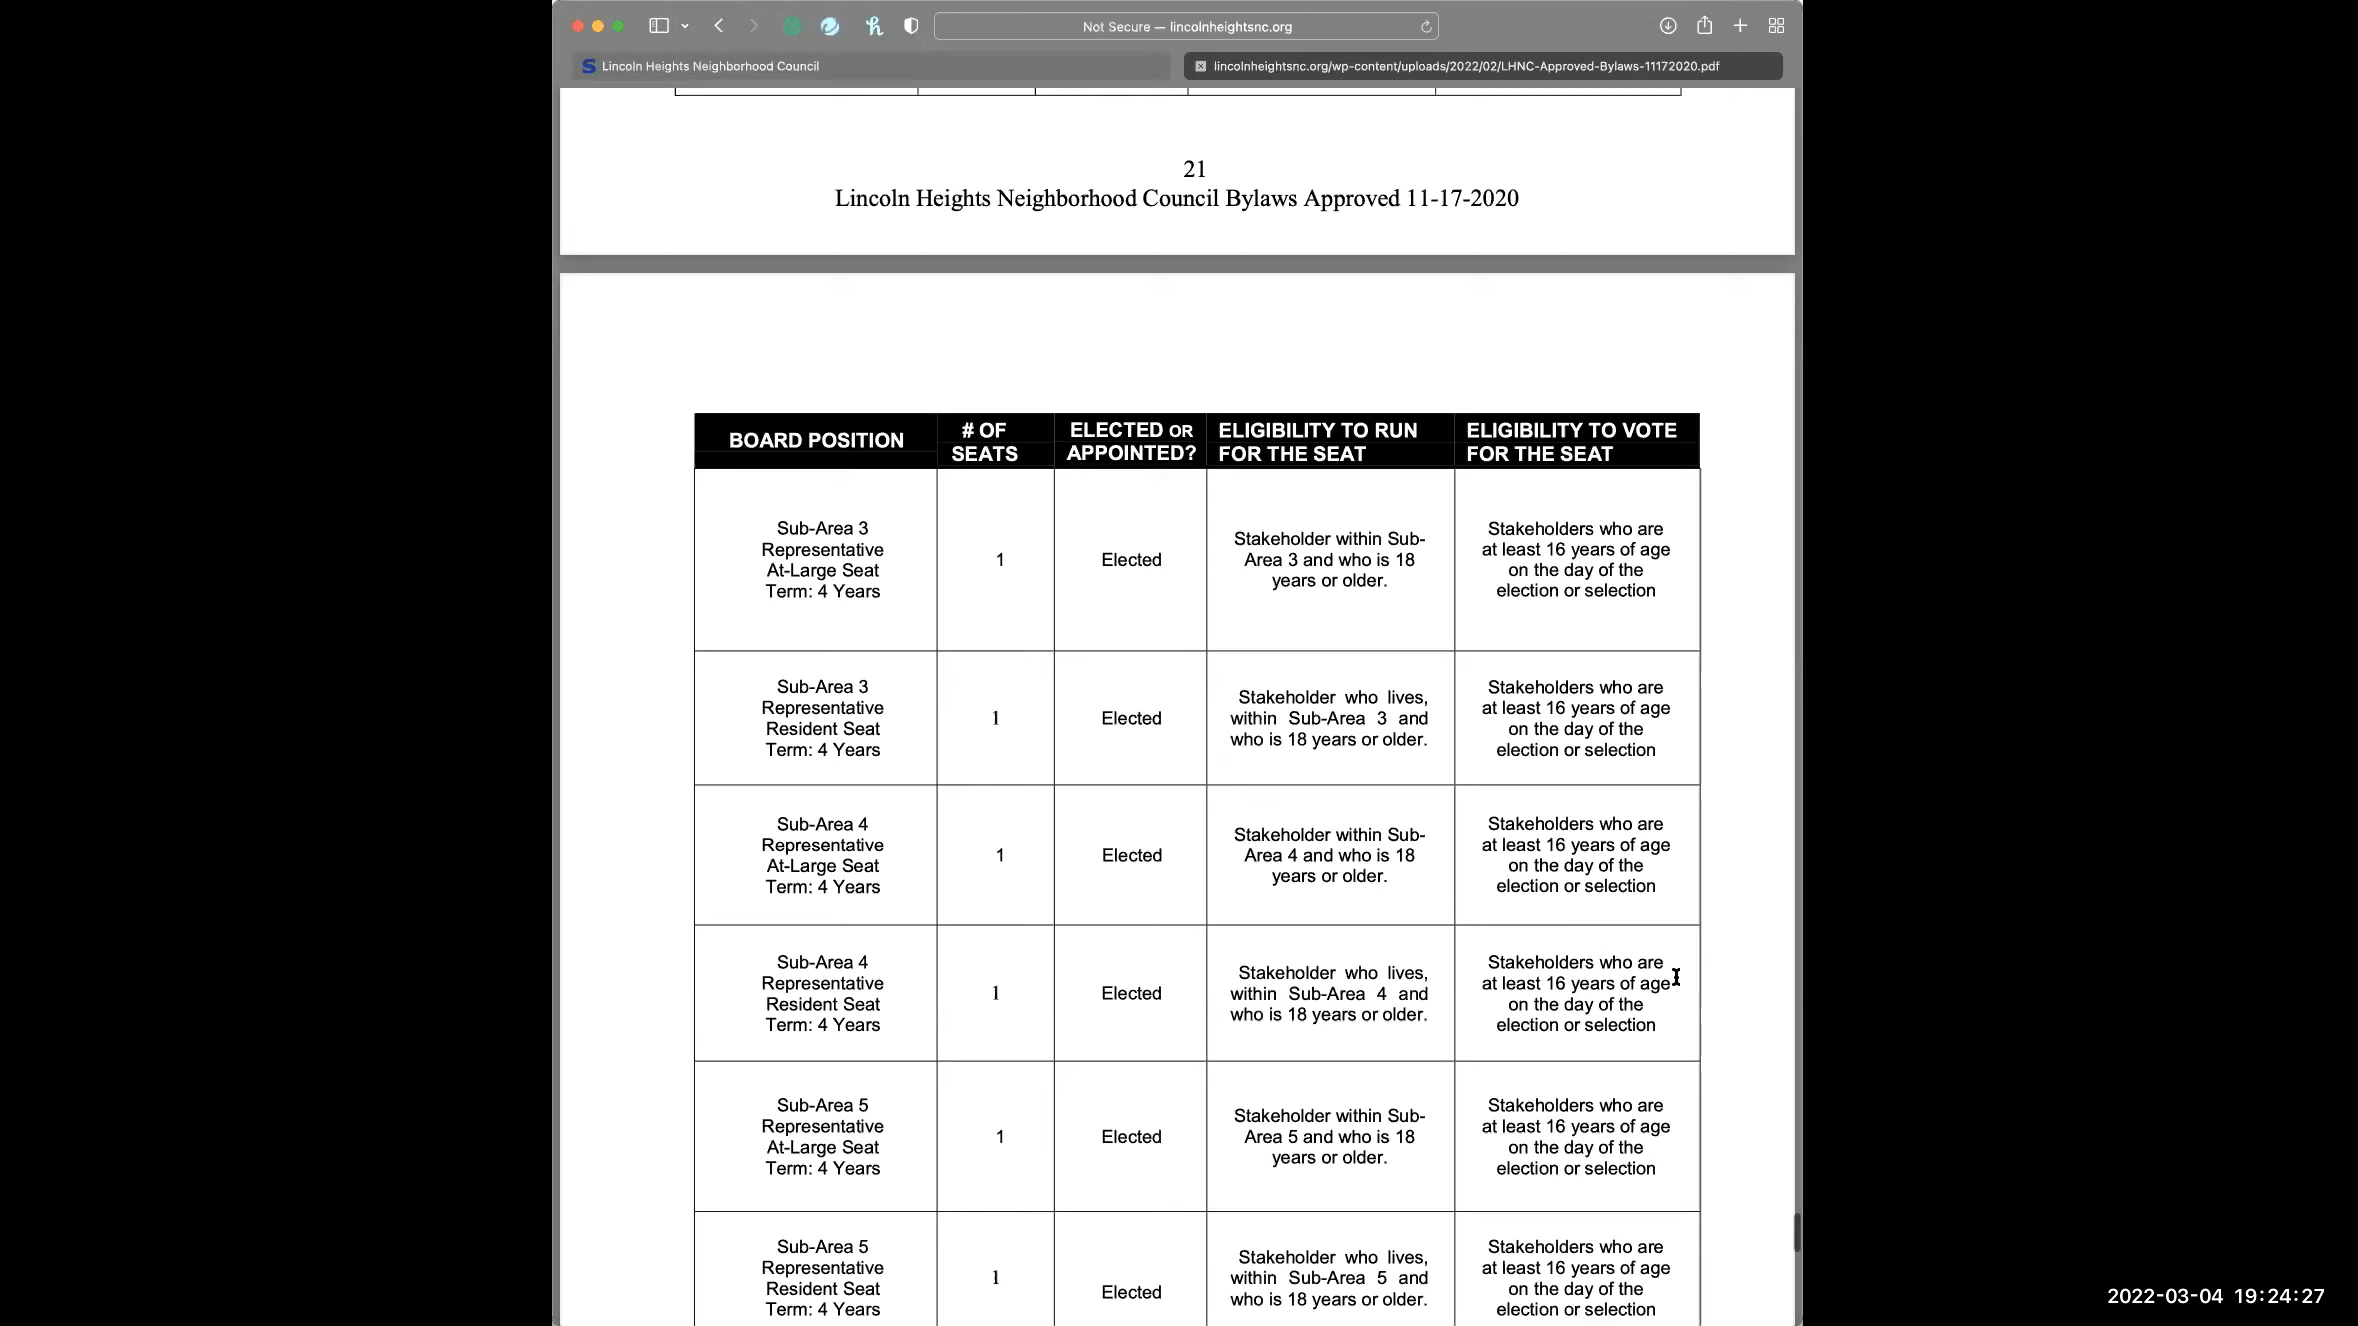 Not Secure — lincolnheightsnc.org
S Lincoln Heights Neighborhood Council
lincolnheightsnc.org/wp-content/uploads/2022/02/LHNC-Approved-Bylaws-11172020.pdf
21
Lincoln Heights Neighborhood Council Bylaws Approved 11-17-2020
BOARD POSITION
# OF
SEATS
ELECTED OR
APPOINTED?
ELIGIBILITY TO RUN
FOR THE SEAT
ELIGIBILITY TO VOTE
FOR THE SEAT
Sub-Area 3
Representative
At-Large Seat
Term: 4 Years
1
Elected
Stakeholder within Sub-
Area 3 and who is 18
years or older.
Stakeholders who are
at least 16 years of age
on the day of the
election or selection
Sub-Area 3
Representative
Resident Seat
Term: 4 Years
1
Elected
Stakeholder who lives,
within Sub-Area 3 and
who is 18 years or older.
Stakeholders who are
at least 16 years of age
on the day of the
election or selection
Sub-Area 4
Representative
At-Large Seat
Term: 4 Years
1
Elected
Stakeholder within Sub-
Area 4 and who is 18
years or older.
Stakeholders who are
at least 16 years of age
on the day of the
election or selection
Sub-Area 4
Representative
Resident Seat
Term: 4 Years
1
Elected
Stakeholder who lives,
within Sub-Area 4 and
who is 18 years or older.
Stakeholders who are
at least 16 years of age
on the day of the
election or selection
Sub-Area 5
Representative
At-Large Seat
Term: 4 Years
1
Elected
Stakeholder within Sub-
Area 5 and who is 18
years or older.
Stakeholders who are
at least 16 years of age
on the day of the
election or selection
Sub-Area 5
Representative
Resident Seat
Term: 4 Years
1
Elected
Stakeholder who lives,
within Sub-Area 5 and
who is 18 years or older.
Stakeholders who are
at least 16 years of age
on the day of the
election or selection
2022-03-04 19:24:27